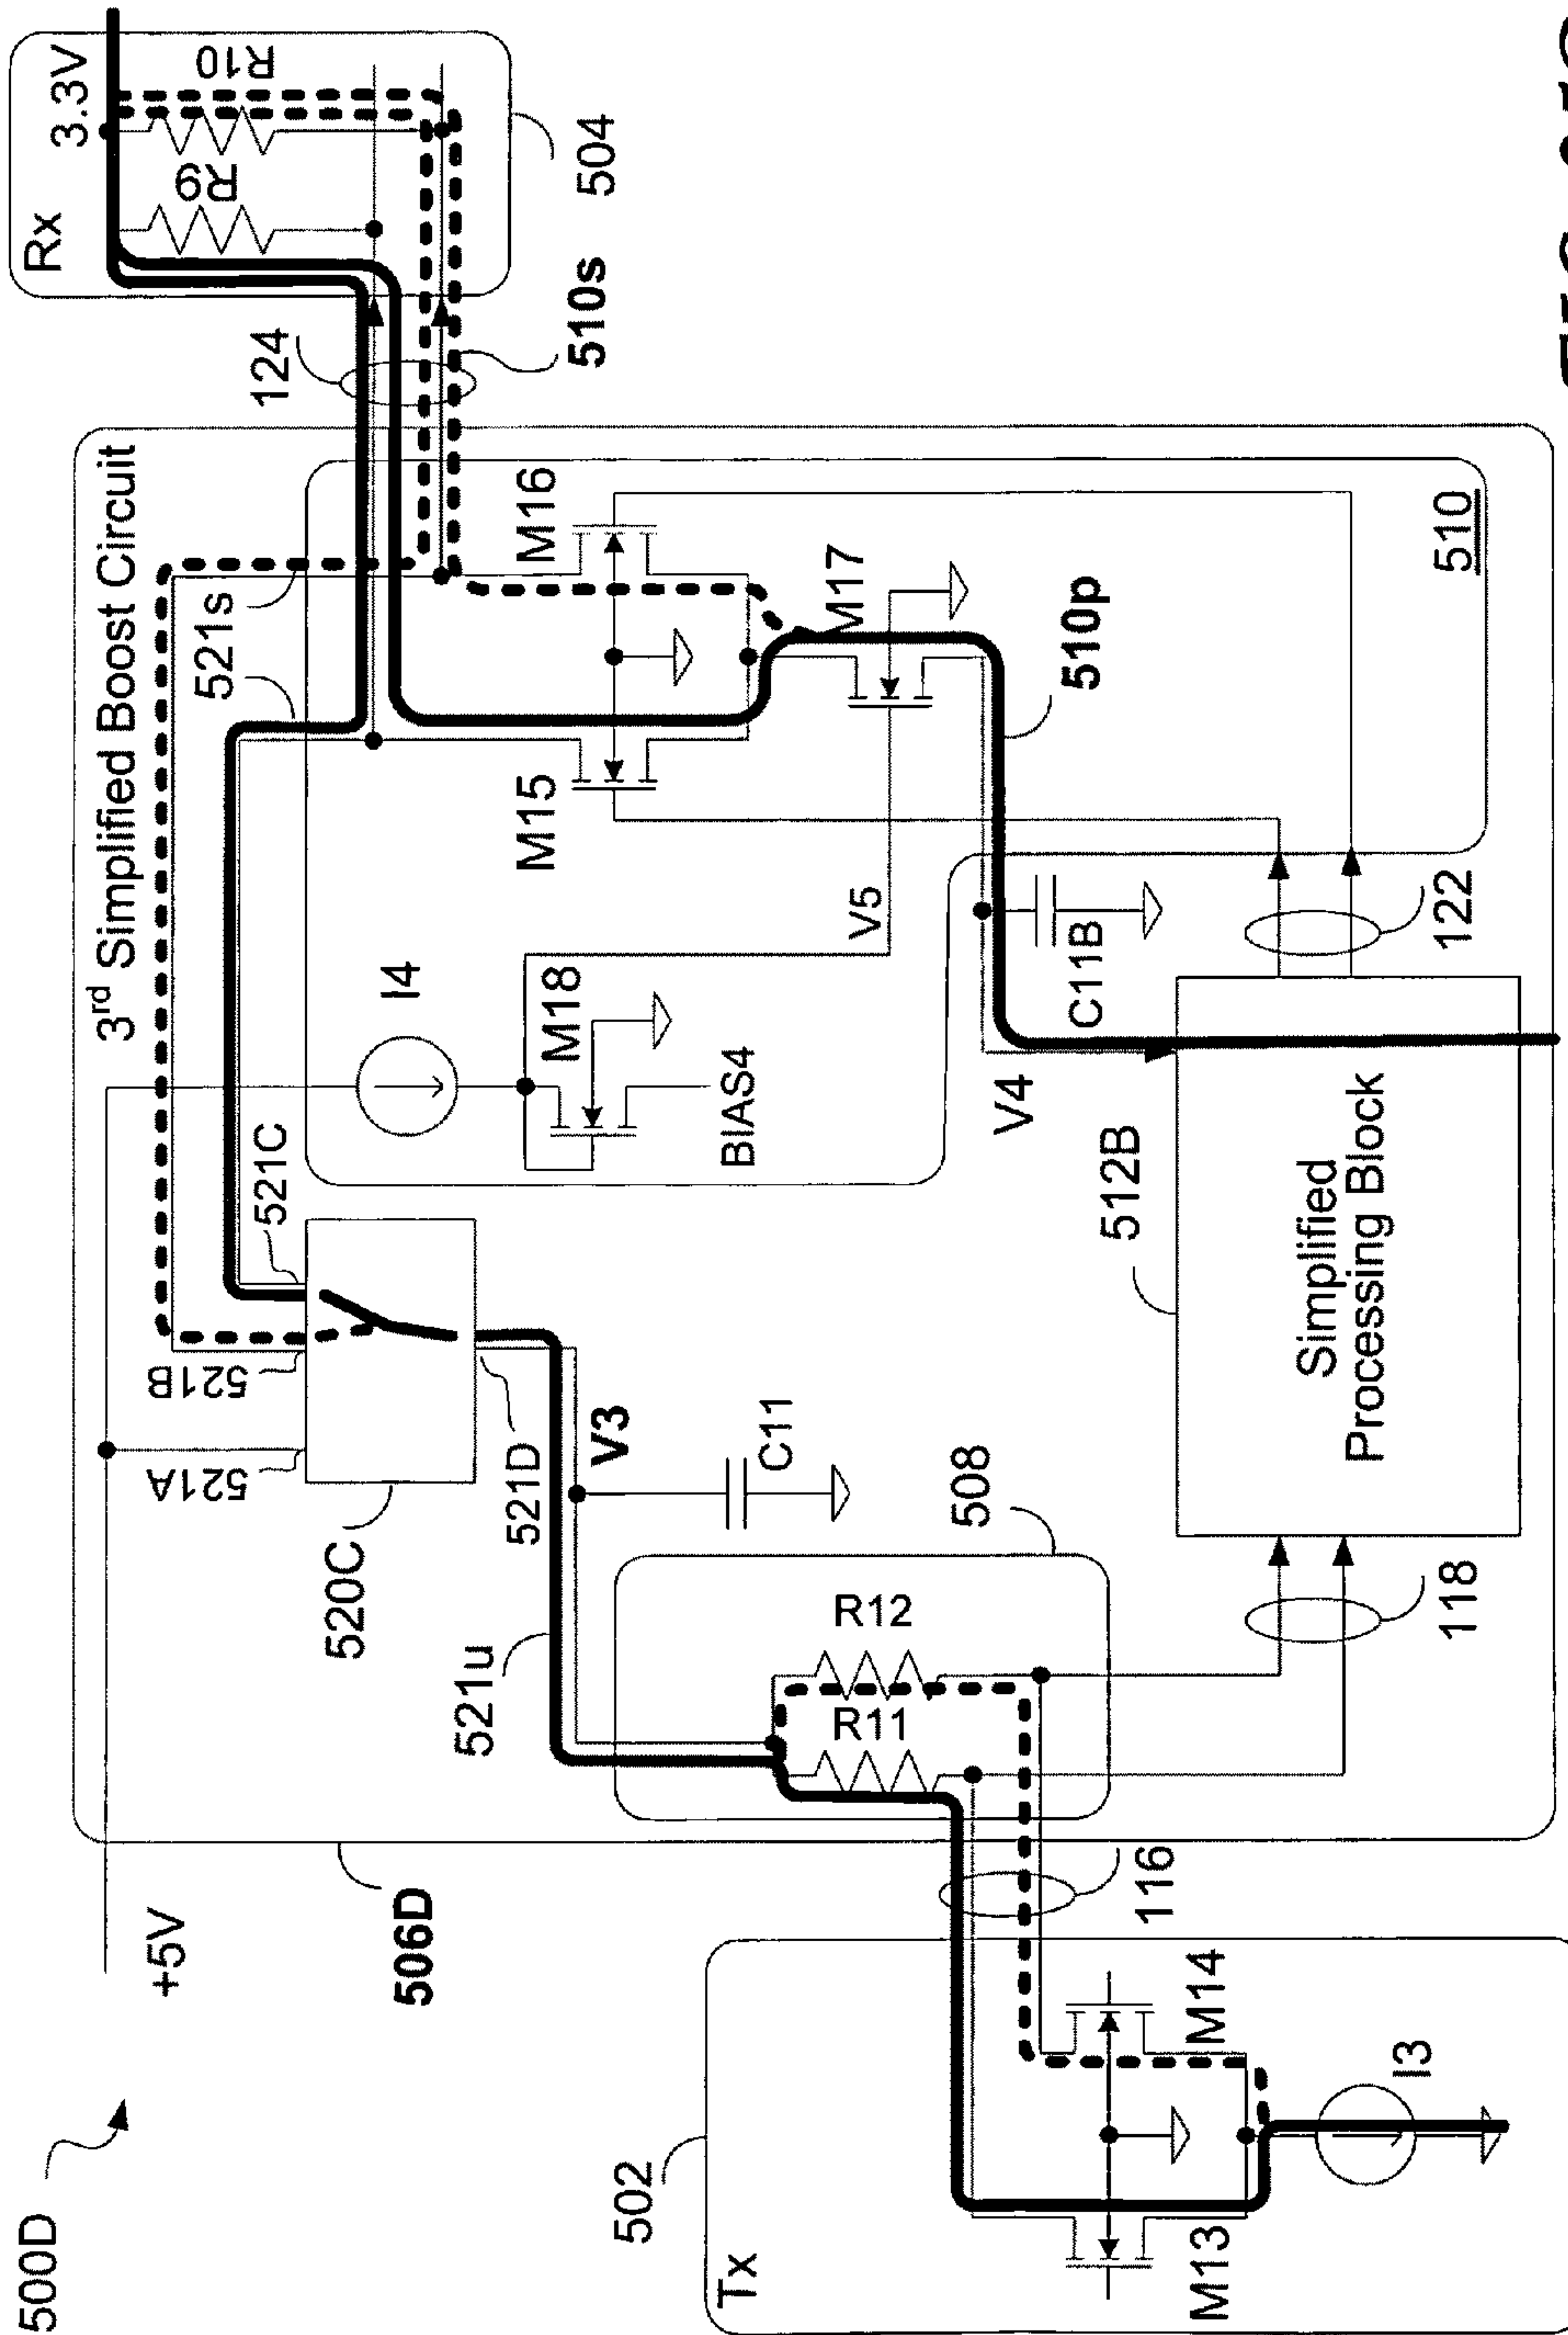 500D
+5V
506D
502
Tx
M13
M14
I3
116
3rd Simplified Boost Circuit
521A
521B
521C
520C
521D
521u
V3
C11
508
R11
R12
118
521s
I4
M18
BIAS4
V5
V4
C11B
M15
M16
M17
510p
510
512B
Simplified
Processing Block
122
124
510s
Rx
3.3V
R9
R10
504